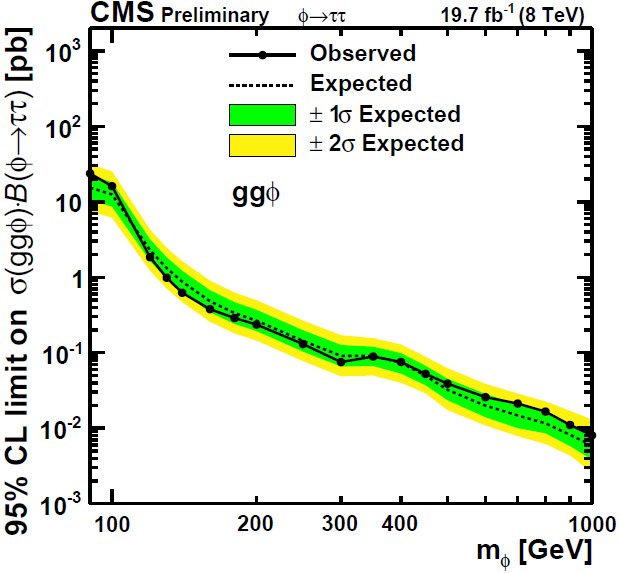 CMS Preliminary ϕ→ττ 19.7 fb⁻¹ (8 TeV)
Observed
Expected
± 1σ Expected
± 2σ Expected
ggϕ
95% CL limit on σ(ggϕ)·B(ϕ→ττ) [pb]
10³
10²
10
1
10⁻¹
10⁻²
10⁻³
100 200 300 400 1000
mϕ [GeV]